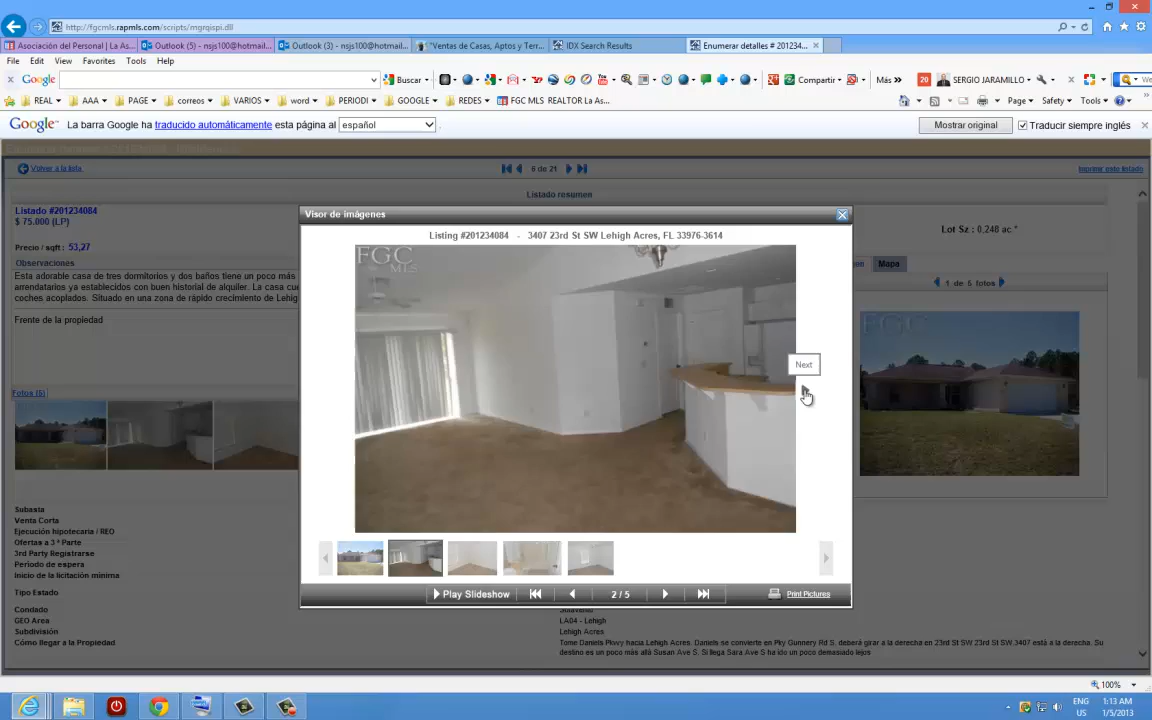 http://fgcmls.rapmls.com/scripts/mgrqispi.dll
Asociación del Personal | La As...
Outlook (5) - nsjs100@hotmail...
Outlook (3) - nsjs100@hotmail...
"Ventas de Casas, Aptos y Terr...
IDX Search Results
Enumerar detalles # 201234...
File Edit View Favorites Tools Help
Google Buscar Compartir Más » 20 SERGIO JARAMILLO
REAL AAA PAGE correos VARIOS word PERIODI GOOGLE REDES FGC MLS REALTOR La As... Page Safety Tools
Google La barra Google ha traducido automáticamente esta página al español . Mostrar original Traducir siempre inglés
Volver a la lista 6 de 21 Imprimir este listado
Listado resumen
Listado #201234084
$ 75.000 (LP)
Precio / sqft : 53,27
Lot Sz : 0,248 ac.*
Observaciones
Esta adorable casa de tres dormitorios y dos baños tiene un poco más
arrendatarios ya establecidos con buen historial de alquiler. La casa cue
coches acoplados. Situado en una zona de rápido crecimiento de Lehig
Frente de la propiedad
Fotos (5)
Mapa
1 de 5 fotos
FGC
Visor de imágenes
Listing #201234084 - 3407 23rd St SW Lehigh Acres, FL 33976-3614
FGC
MLS
Next
Play Slideshow 2 / 5 Print Pictures
Subasta
Venta Corta
Ejecución hipotecaria / REO
Ofertas a 3 ª Parte
3rd Party Registrarse
Período de espera
Inicio de la licitación mínima
Tipo Estado
Condado
GEO Area LA04 - Lehigh
Subdivisión Lehigh Acres
Cómo llegar a la Propiedad Tome Daniels Pkwy hacia Lehigh Acres. Daniels se convierte en Pky Gunnery Rd S. deberá girar a la derecha en 23rd St SW 23rd St SW 3407 está a la derecha. Su
destino es un poco más allá Susan Ave S. Si llega Sara Ave S ha ido un poco demasiado lejos
100%
ENG 1:13 AM
US 1/5/2013